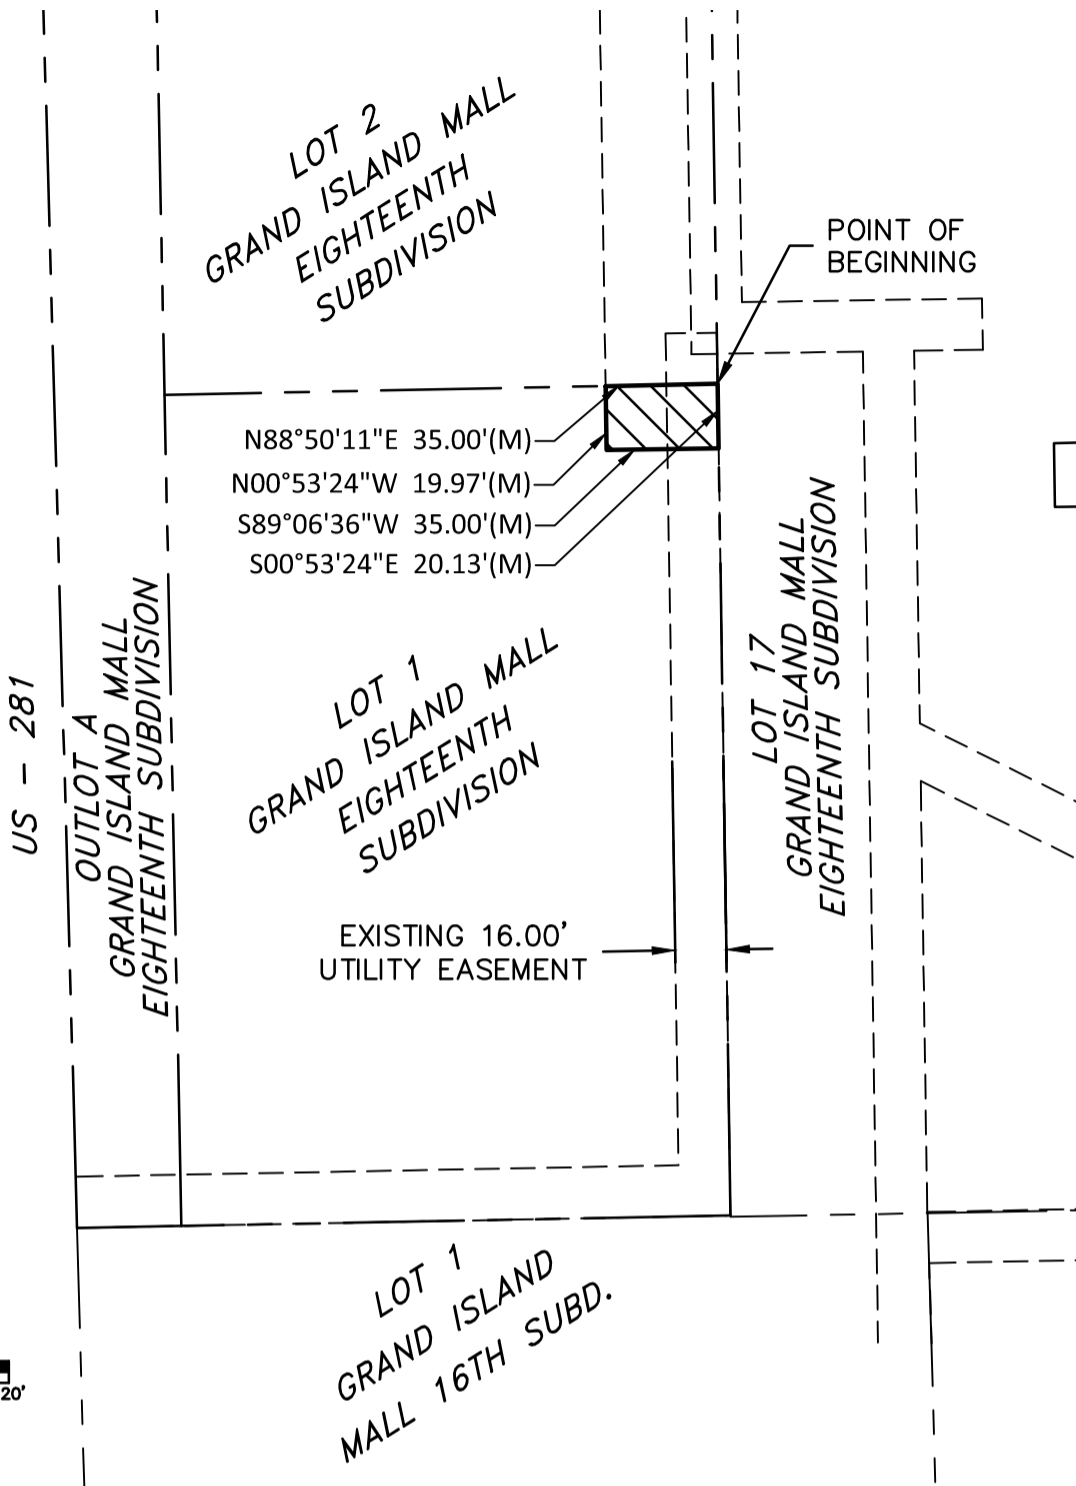 LOT 2
GRAND ISLAND MALL
EIGHTEENTH
SUBDIVISION
POINT OF
BEGINNING
N88°50'11"E 35.00'(M)
N00°53'24"W 19.97'(M)
S89°06'36"W 35.00'(M)
S00°53'24"E 20.13'(M)
US - 281
OUTLOT A
GRAND ISLAND MALL
EIGHTEENTH SUBDIVISION
LOT 1
GRAND ISLAND MALL
EIGHTEENTH
SUBDIVISION
LOT 17
GRAND ISLAND MALL
EIGHTEENTH SUBDIVISION
EXISTING 16.00'
UTILITY EASEMENT
LOT 1
GRAND ISLAND
MALL 16TH SUBD.
20'